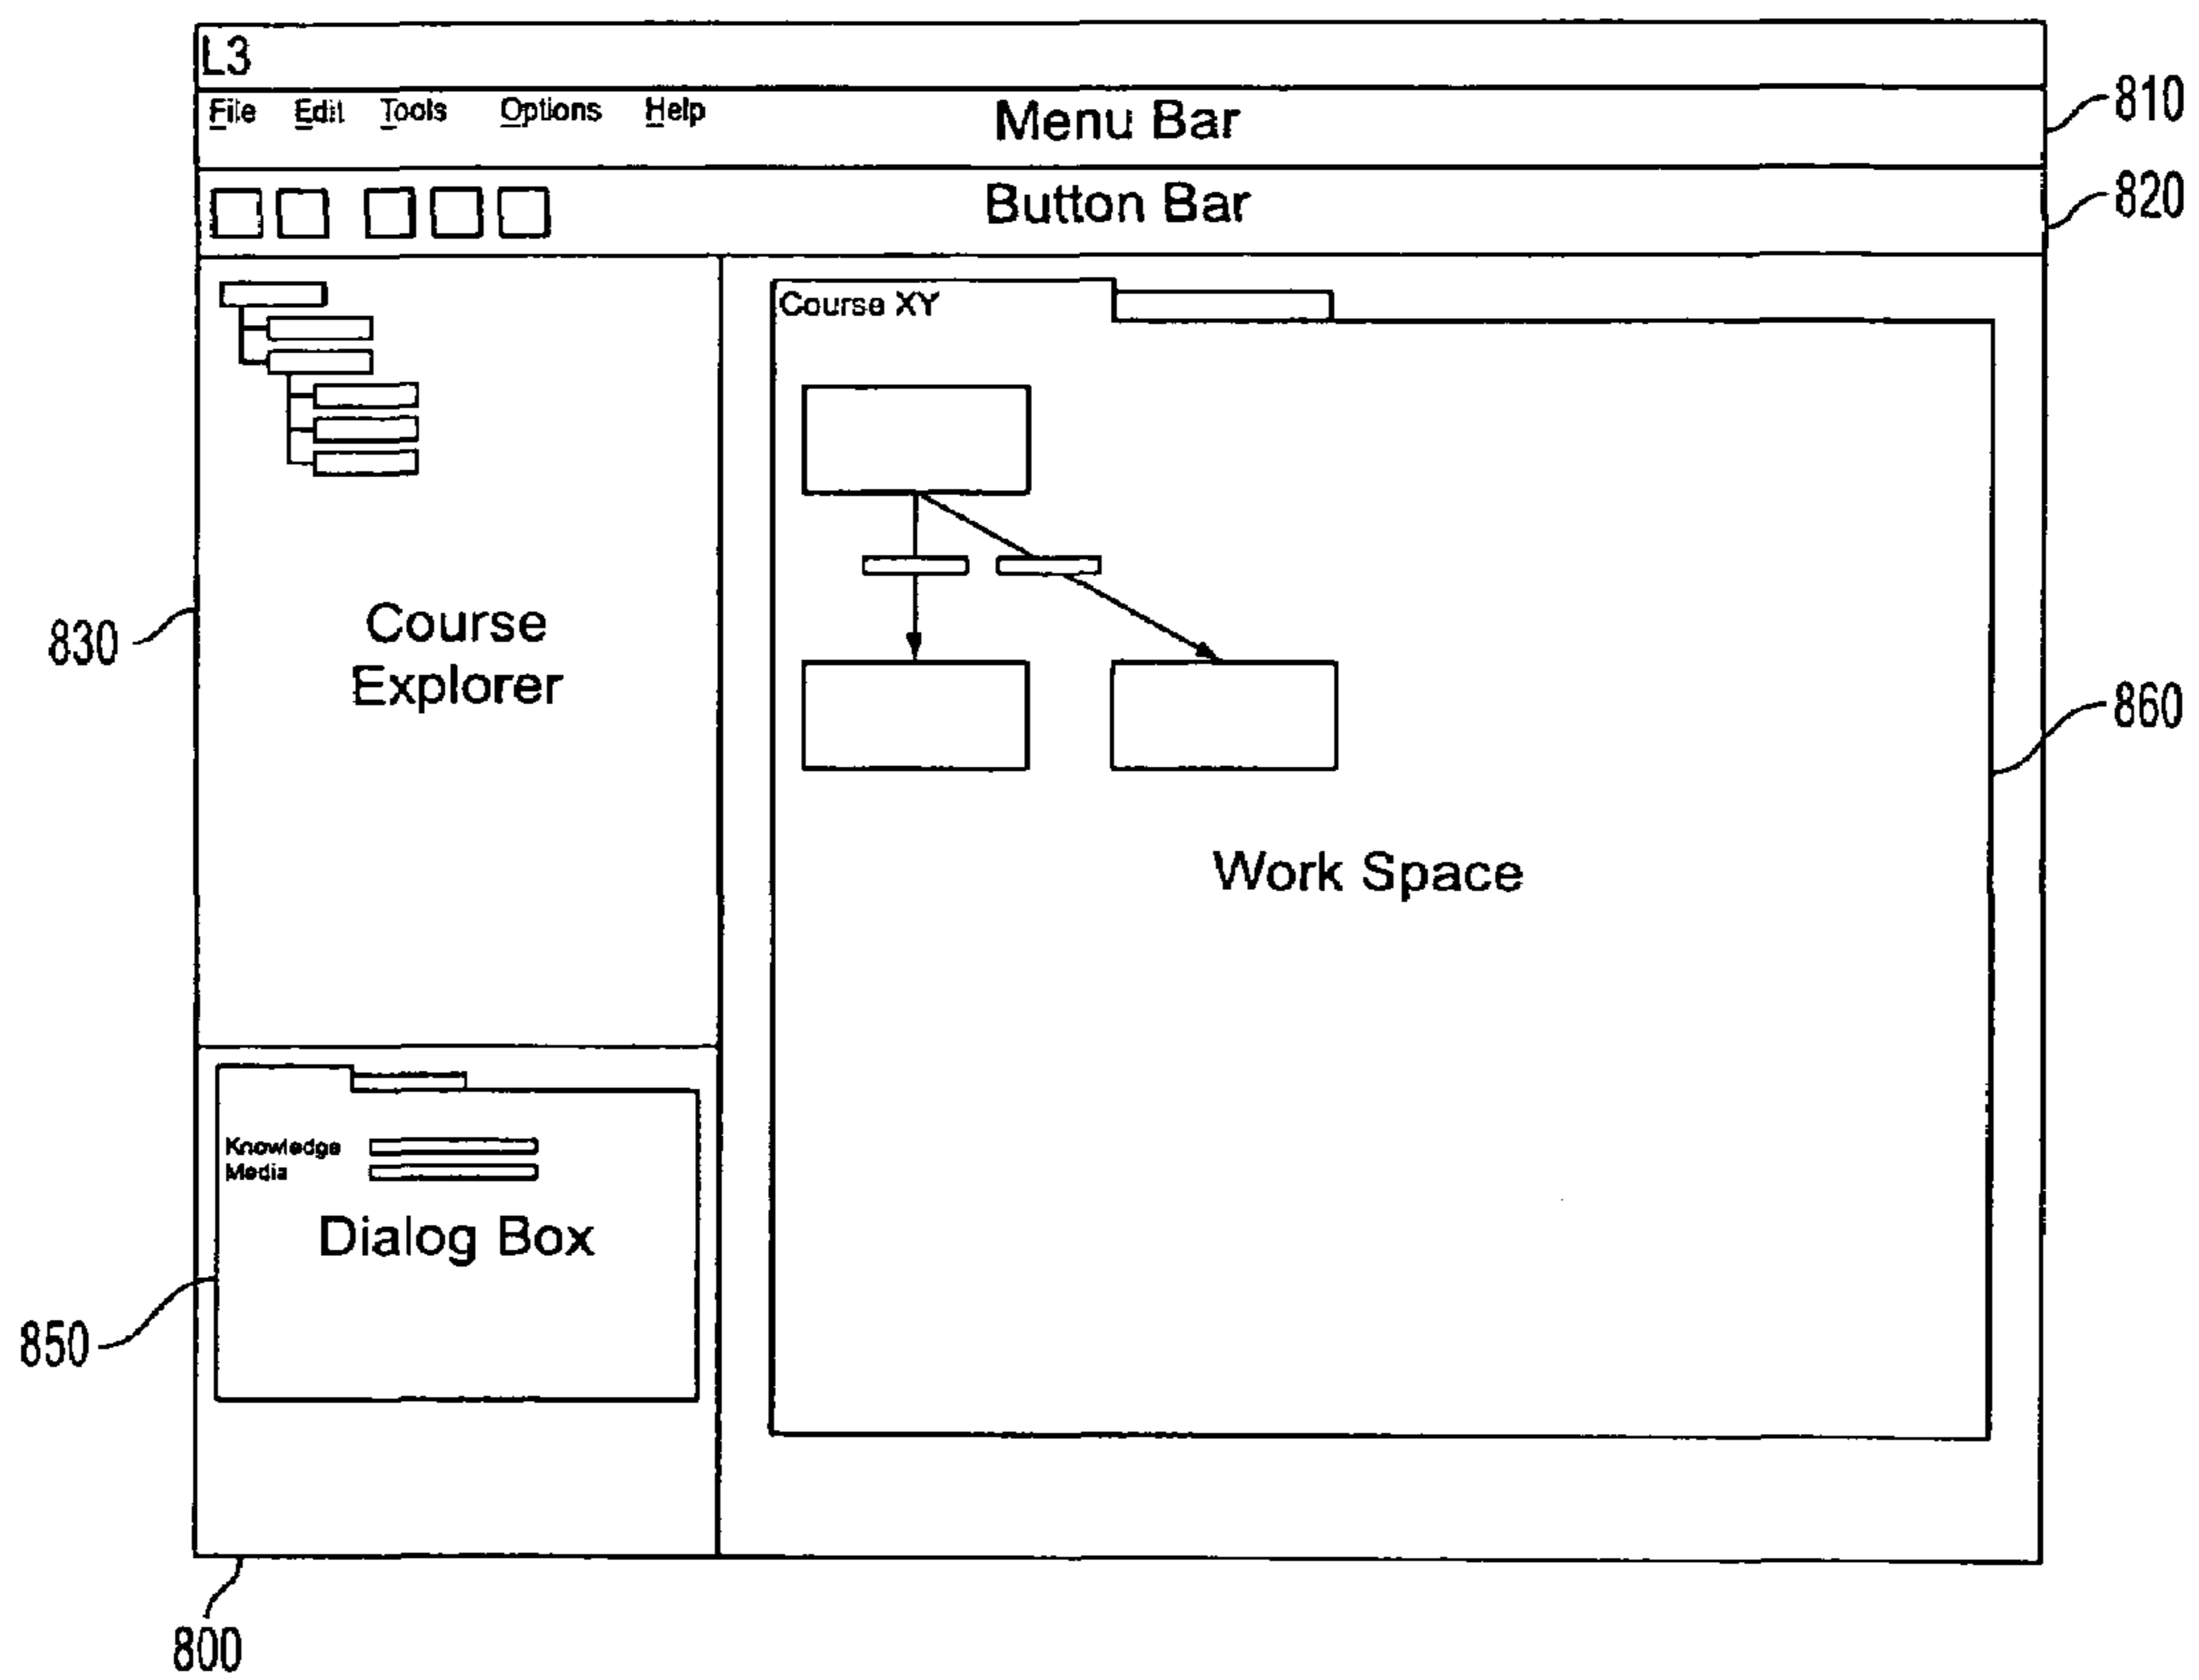 L3
File Edit Tools Options Help Menu Bar
810
Button Bar
820
Course XY
Course
Explorer
830
860
Work Space
Knowledge
Media
Dialog Box
850
800